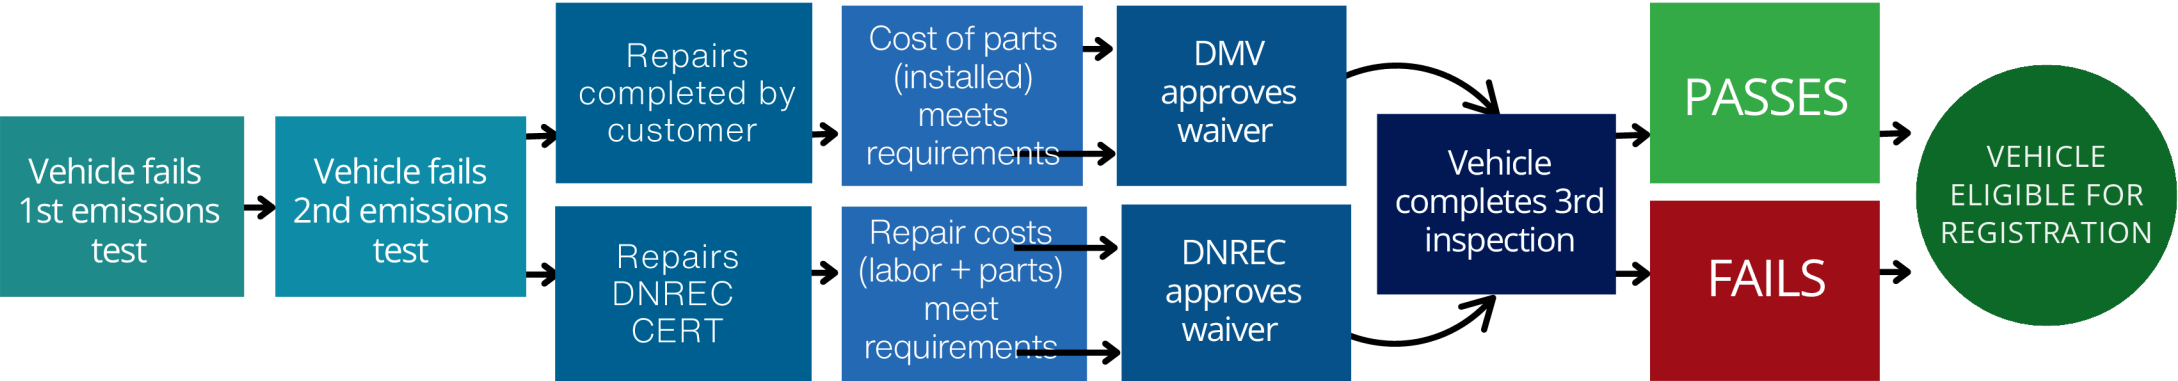 Vehicle fails
1st emissions
test
Vehicle fails
2nd emissions
test
Repairs
completed by
customer
Repairs
DNREC
CERT
Cost of parts
(installed)
meets
requirements
Repair costs
(labor + parts)
meet
requirements
DMV
approves
waiver
DNREC
approves
waiver
Vehicle
completes 3rd
inspection
PASSES
FAILS
VEHICLE
ELIGIBLE FOR
REGISTRATION